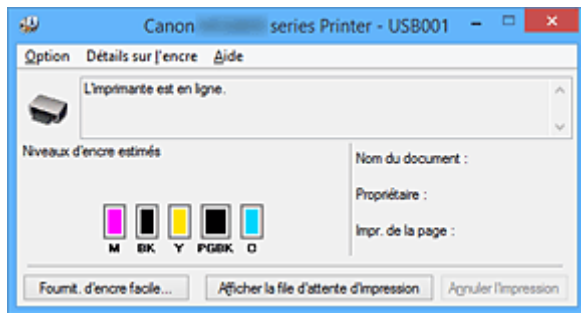 Canon series Printer - USB001
Option Détails sur l'encre Aide
L'imprimante est en ligne.
Niveaux d'encre estimés
Nom du document :
Propriétaire :
Impr. de la page :
M BK Y PGBK C
Fournit. d'encre facile... Afficher la file d'attente d'impression Annuler l'impression